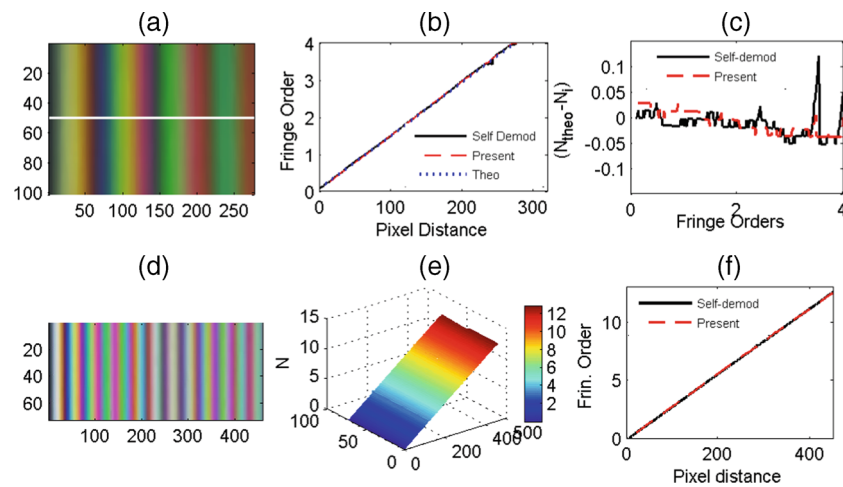 (a)
20
40
60
80
100
50 100 150 200 250
(b)
Fringe Order
4
3
2
1
0
Self Demod
Present
Theo
0 100 200 300
Pixel Distance
(c)
(N_theo-N_i)
0.1
0.05
0
-0.05
-0.1
Self-demod
Present
0 2 4
Fringe Orders
(d)
20
40
60
100 200 300 400
(e)
N
15
10
5
0
100
50
0
0
200
400
500
12
10
8
6
4
2
(f)
Frin. Order
10
5
0
Self-demod
Present
0 200 400
Pixel distance